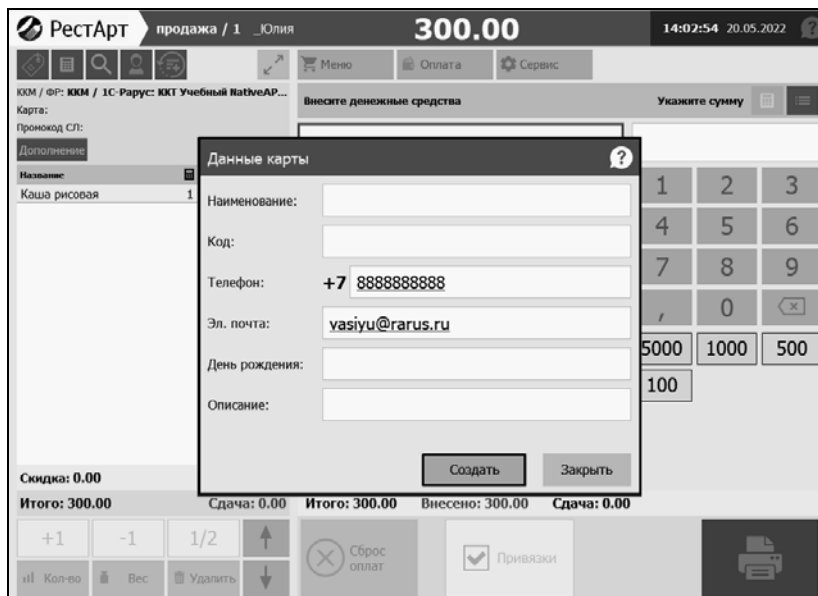 РестАрт продажа / 1 _Юлия 300.00 14:02:54 20.05.2022 ?
Меню Оплата Сервис
ККМ / ФР: ККМ / 1С-Рарус: ККТ Учебный NativeAP...
Карта:
Промокод СЛ:
Дополнение
Внесите денежные средства Укажите сумму
Название
Каша рисовая 1
Данные карты ?
Наименование:
Код:
Телефон: +7 8888888888
Эл. почта: vasiyu@rarus.ru
День рождения:
Описание:
Создать Закрыть
1 2 3
4 5 6
7 8 9
, 0
5000 1000 500
100
Скидка: 0.00
Итого: 300.00 Сдача: 0.00 Итого: 300.00 Внесено: 300.00 Сдача: 0.00
+1 -1 1/2
Кол-во Вес Удалить
Сброс
оплат
Привязки